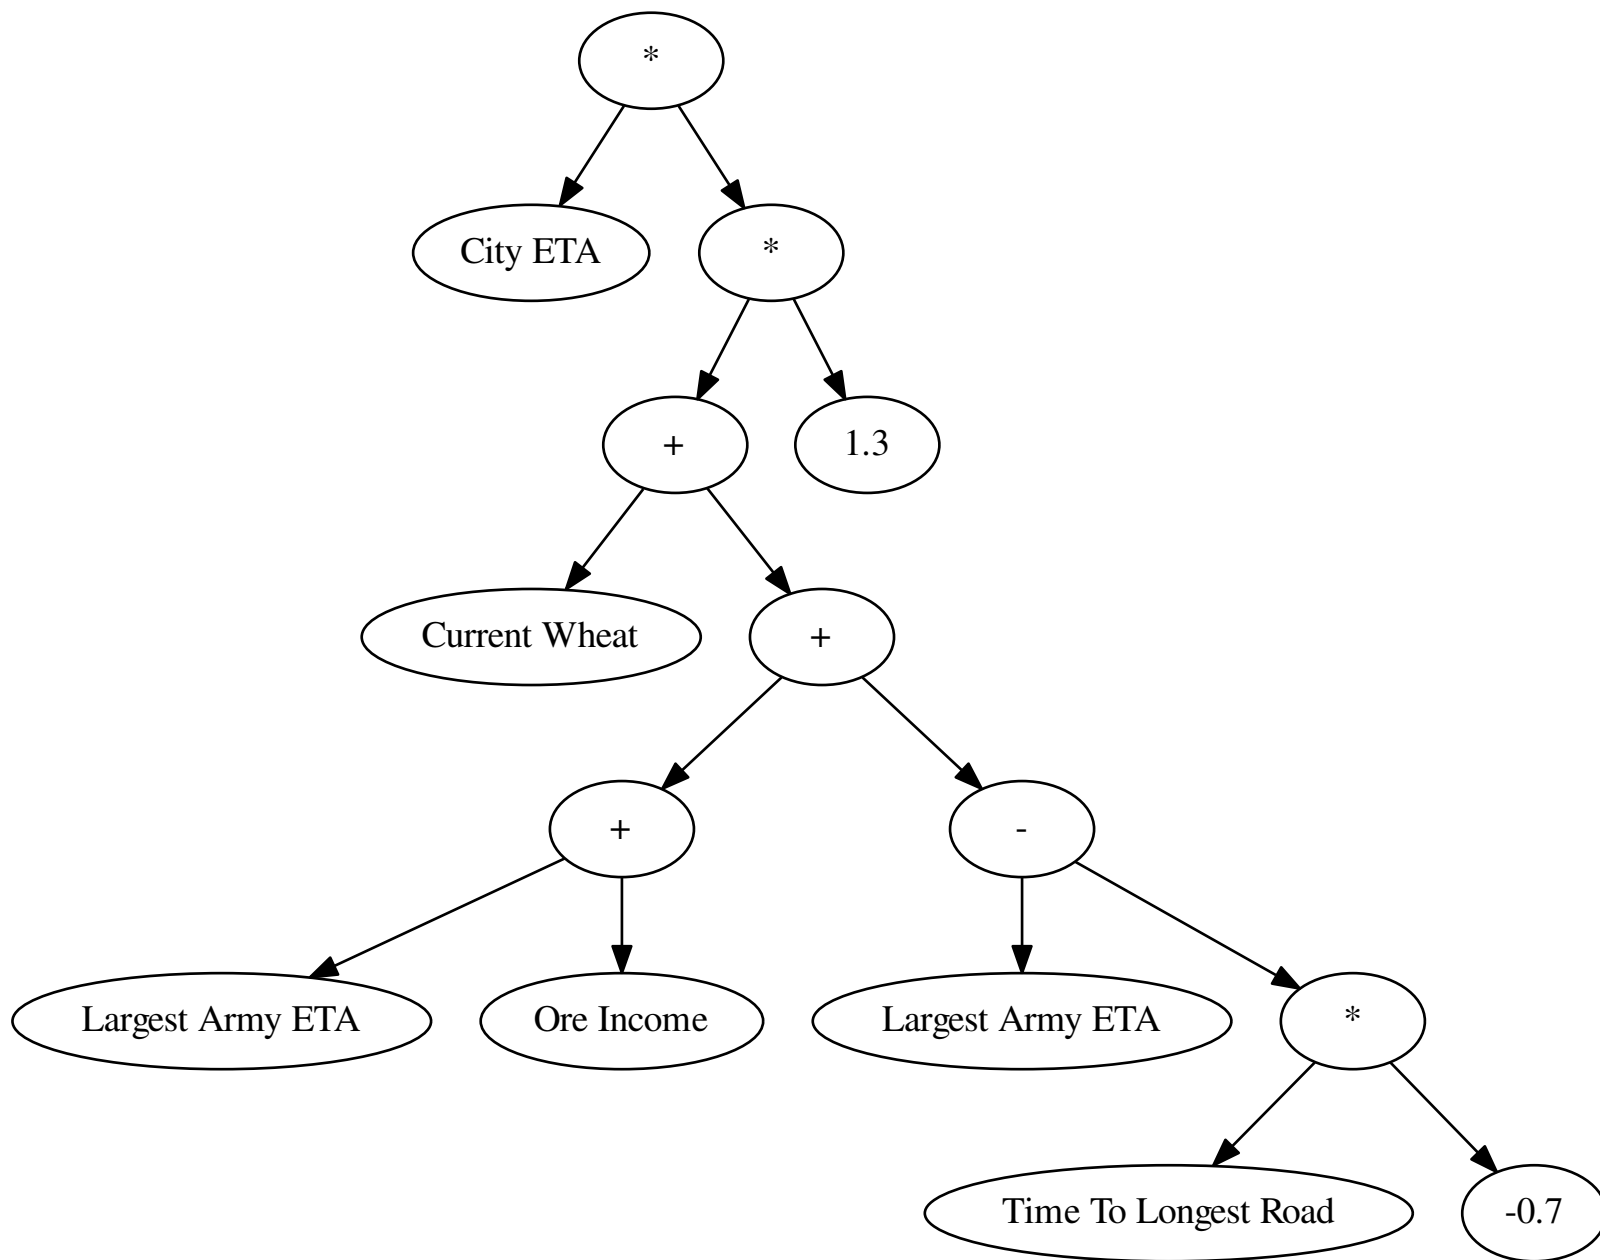 *
City ETA
*
+
1.3
Current Wheat
+
+
-
Largest Army ETA
Ore Income
Largest Army ETA
*
Time To Longest Road
-0.7